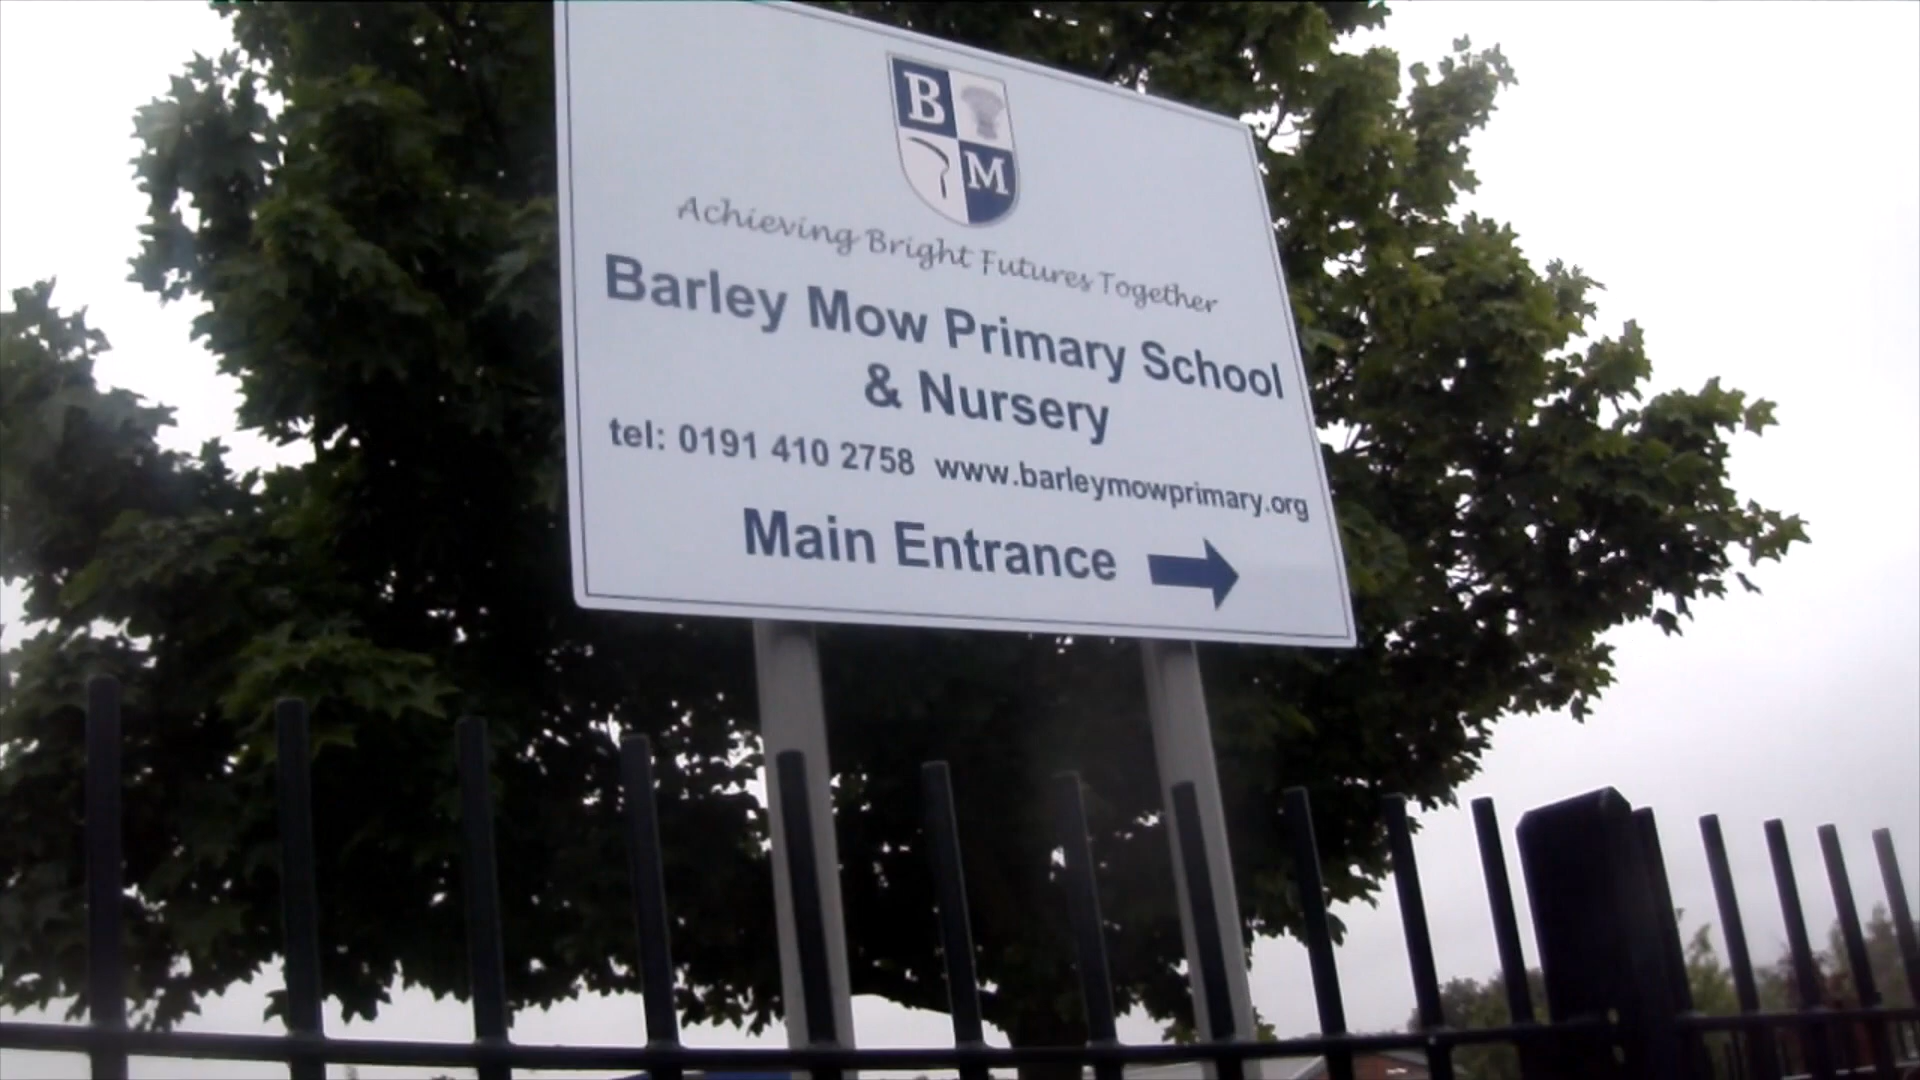 B
M
Achieving Bright Futures Together
Barley Mow Primary School
& Nursery
tel: 0191 410 2758 www.barleymowprimary.org
Main Entrance